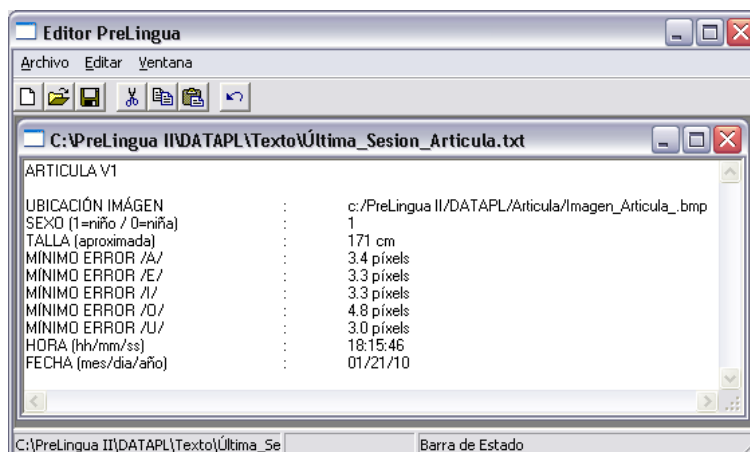 Editor PreLingua
Archivo Editar Ventana
C:\PreLingua II\DATAPL\Texto\Última_Sesion_Articula.txt
ARTICULA V1
UBICACIÓN IMÁGEN : c:/PreLingua II/DATAPL/Articula/Imagen_Articula_.bmp
SEXO (1=niño / 0=niña) : 1
TALLA (aproximada) : 171 cm
MÍNIMO ERROR /A/ : 3.4 píxels
MÍNIMO ERROR /E/ : 3.3 píxels
MÍNIMO ERROR /I/ : 3.3 píxels
MÍNIMO ERROR /O/ : 4.8 píxels
MÍNIMO ERROR /U/ : 3.0 píxels
HORA (hh/mm/ss) : 18:15:46
FECHA (mes/dia/año) : 01/21/10
C:\PreLingua II\DATAPL\Texto\Última_Se Barra de Estado